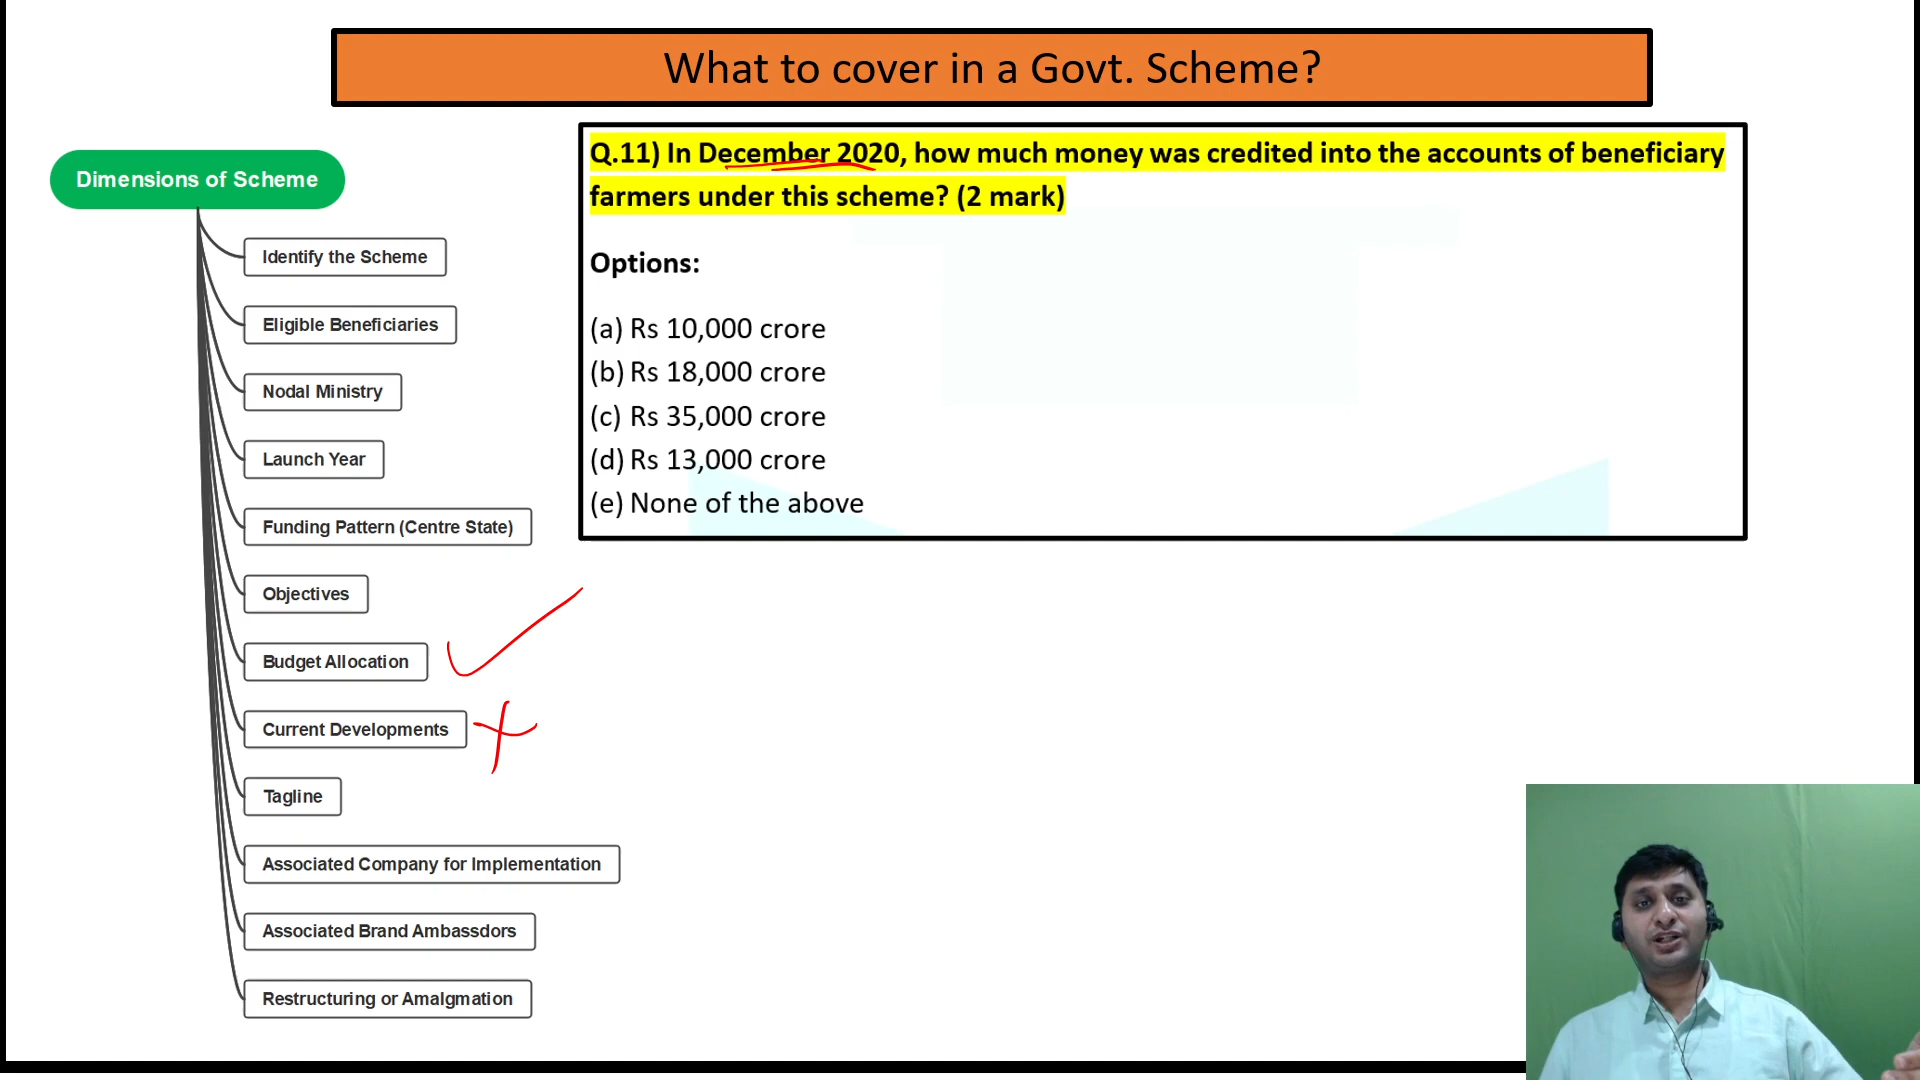 What to cover in a Govt. Scheme?
Dimensions of Scheme
Identify the Scheme
Eligible Beneficiaries
Nodal Ministry
Launch Year
Funding Pattern (Centre State)
Objectives
Budget Allocation
Current Developments
Tagline
Associated Company for Implementation
Associated Brand Ambassdors
Restructuring or Amalgmation
Q.11) In December 2020, how much money was credited into the accounts of beneficiary
farmers under this scheme? (2 mark)
Options:
(a) Rs 10,000 crore
(b) Rs 18,000 crore
(c) Rs 35,000 crore
(d) Rs 13,000 crore
(e) None of the above